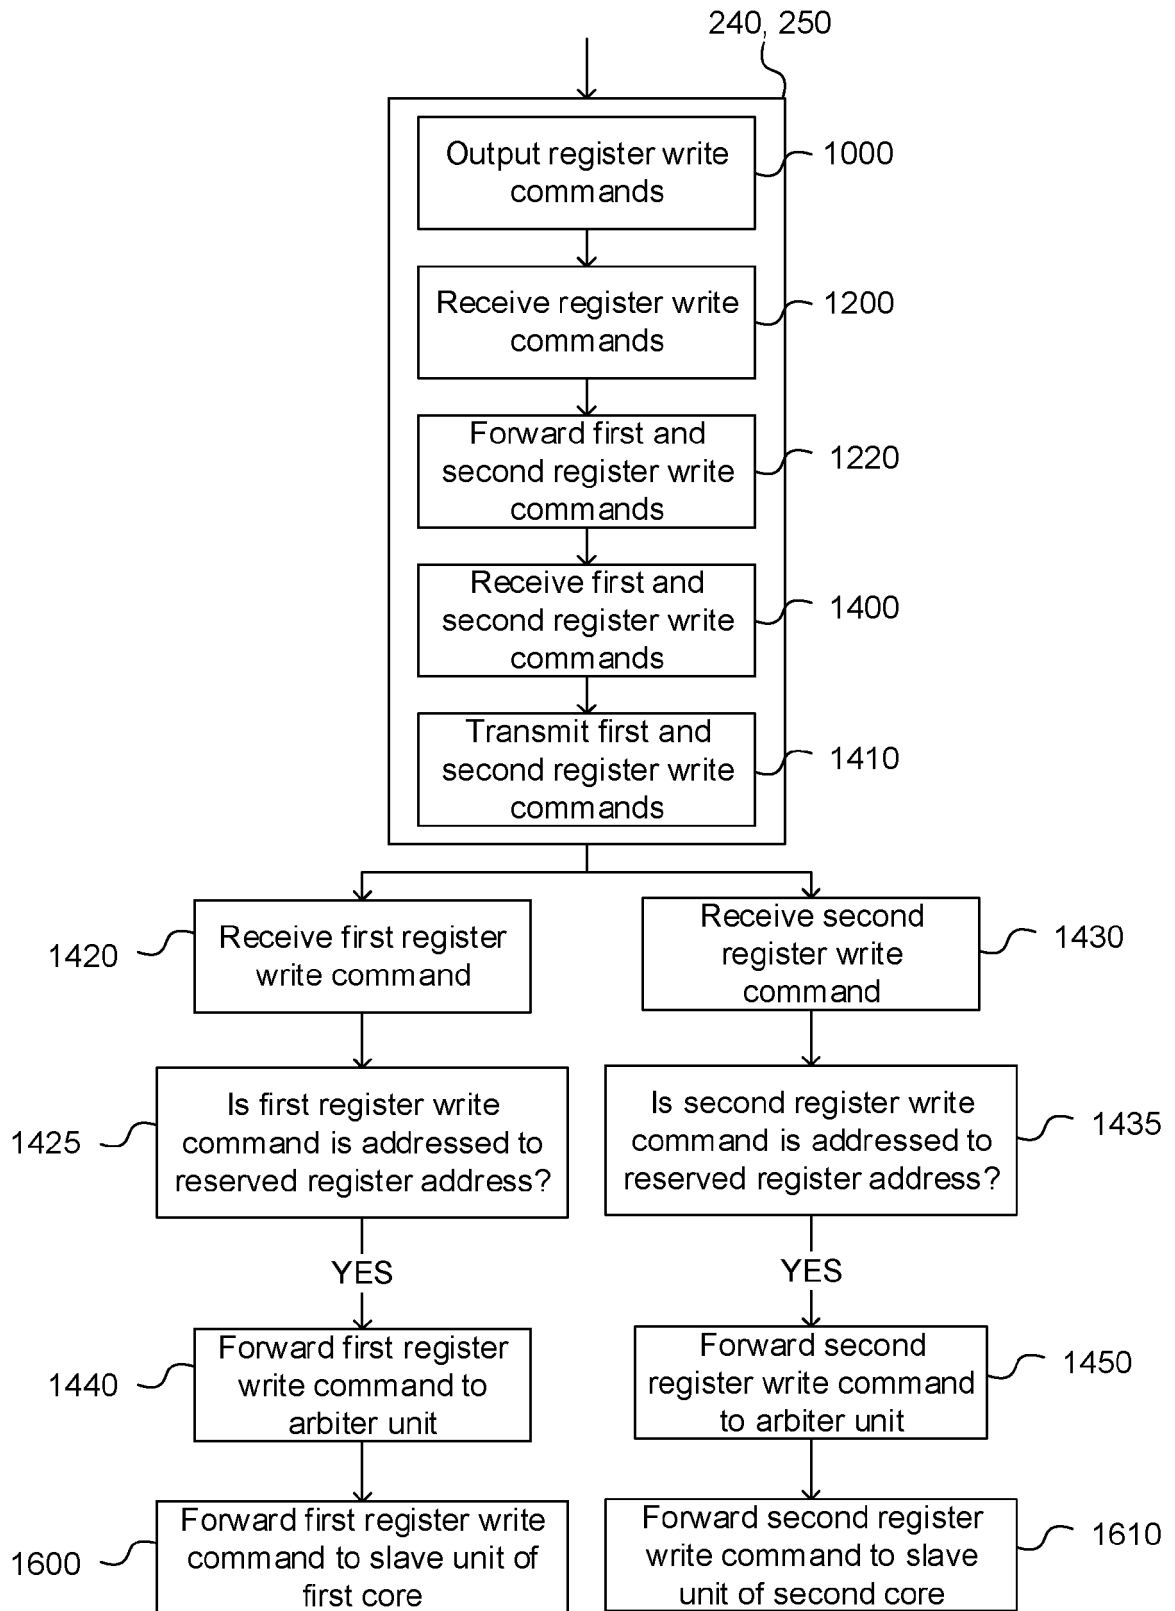 240, 250
Output register write
commands
1000
Receive register write
commands
1200
Forward first and
second register write
commands
1220
Receive first and
second register write
commands
1400
Transmit first and
second register write
commands
1410
1420
Receive first register
write command
Receive second
register write
command
1430
1425
Is first register write
command is addressed to
reserved register address?
Is second register write
command is addressed to
reserved register address?
1435
YES
YES
1440
Forward first register
write command to
arbiter unit
Forward second
register write command
to arbiter unit
1450
1600
Forward first register write
command to slave unit of
first core
Forward second register
write command to slave
unit of second core
1610